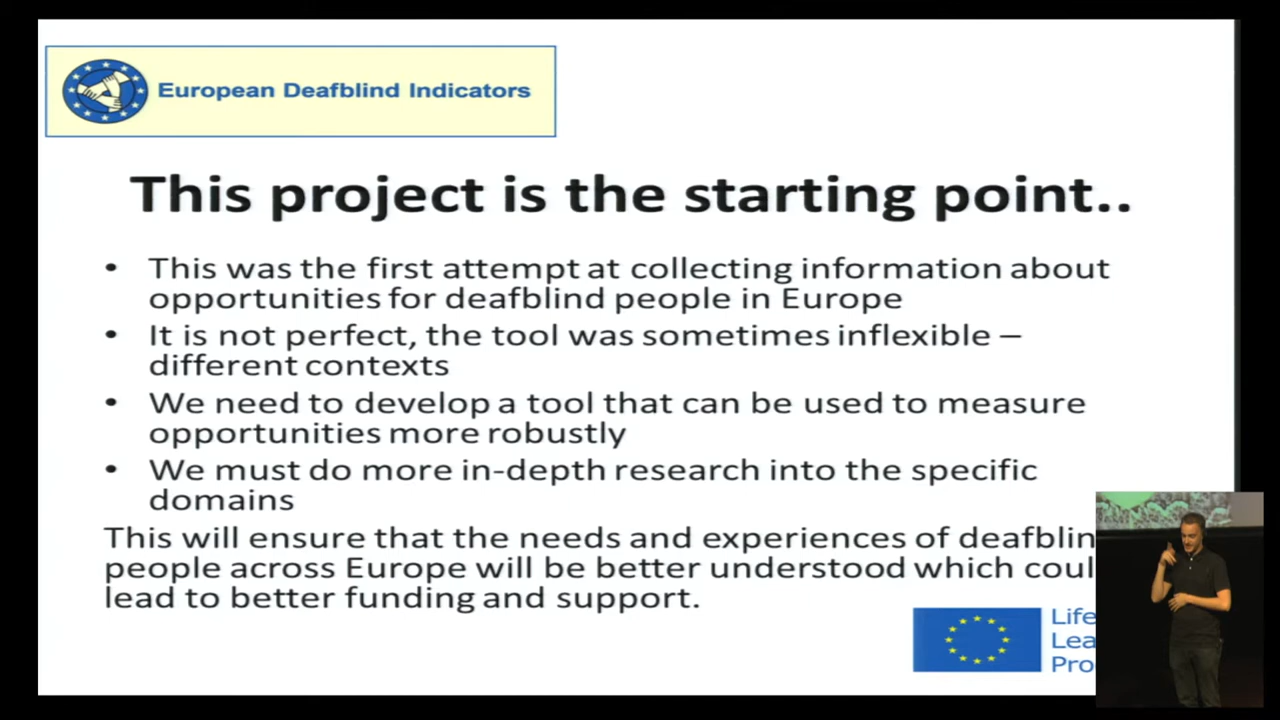 European Deafblind Indicators
This project is the starting point..
• This was the first attempt at collecting information about
opportunities for deafblind people in Europe
• It is not perfect, the tool was sometimes inflexible –
different contexts
• We need to develop a tool that can be used to measure
opportunities more robustly
• We must do more in-depth research into the specific
domains
This will ensure that the needs and experiences of deafblin
people across Europe will be better understood which coul
lead to better funding and support.
Life
Lea
Pro